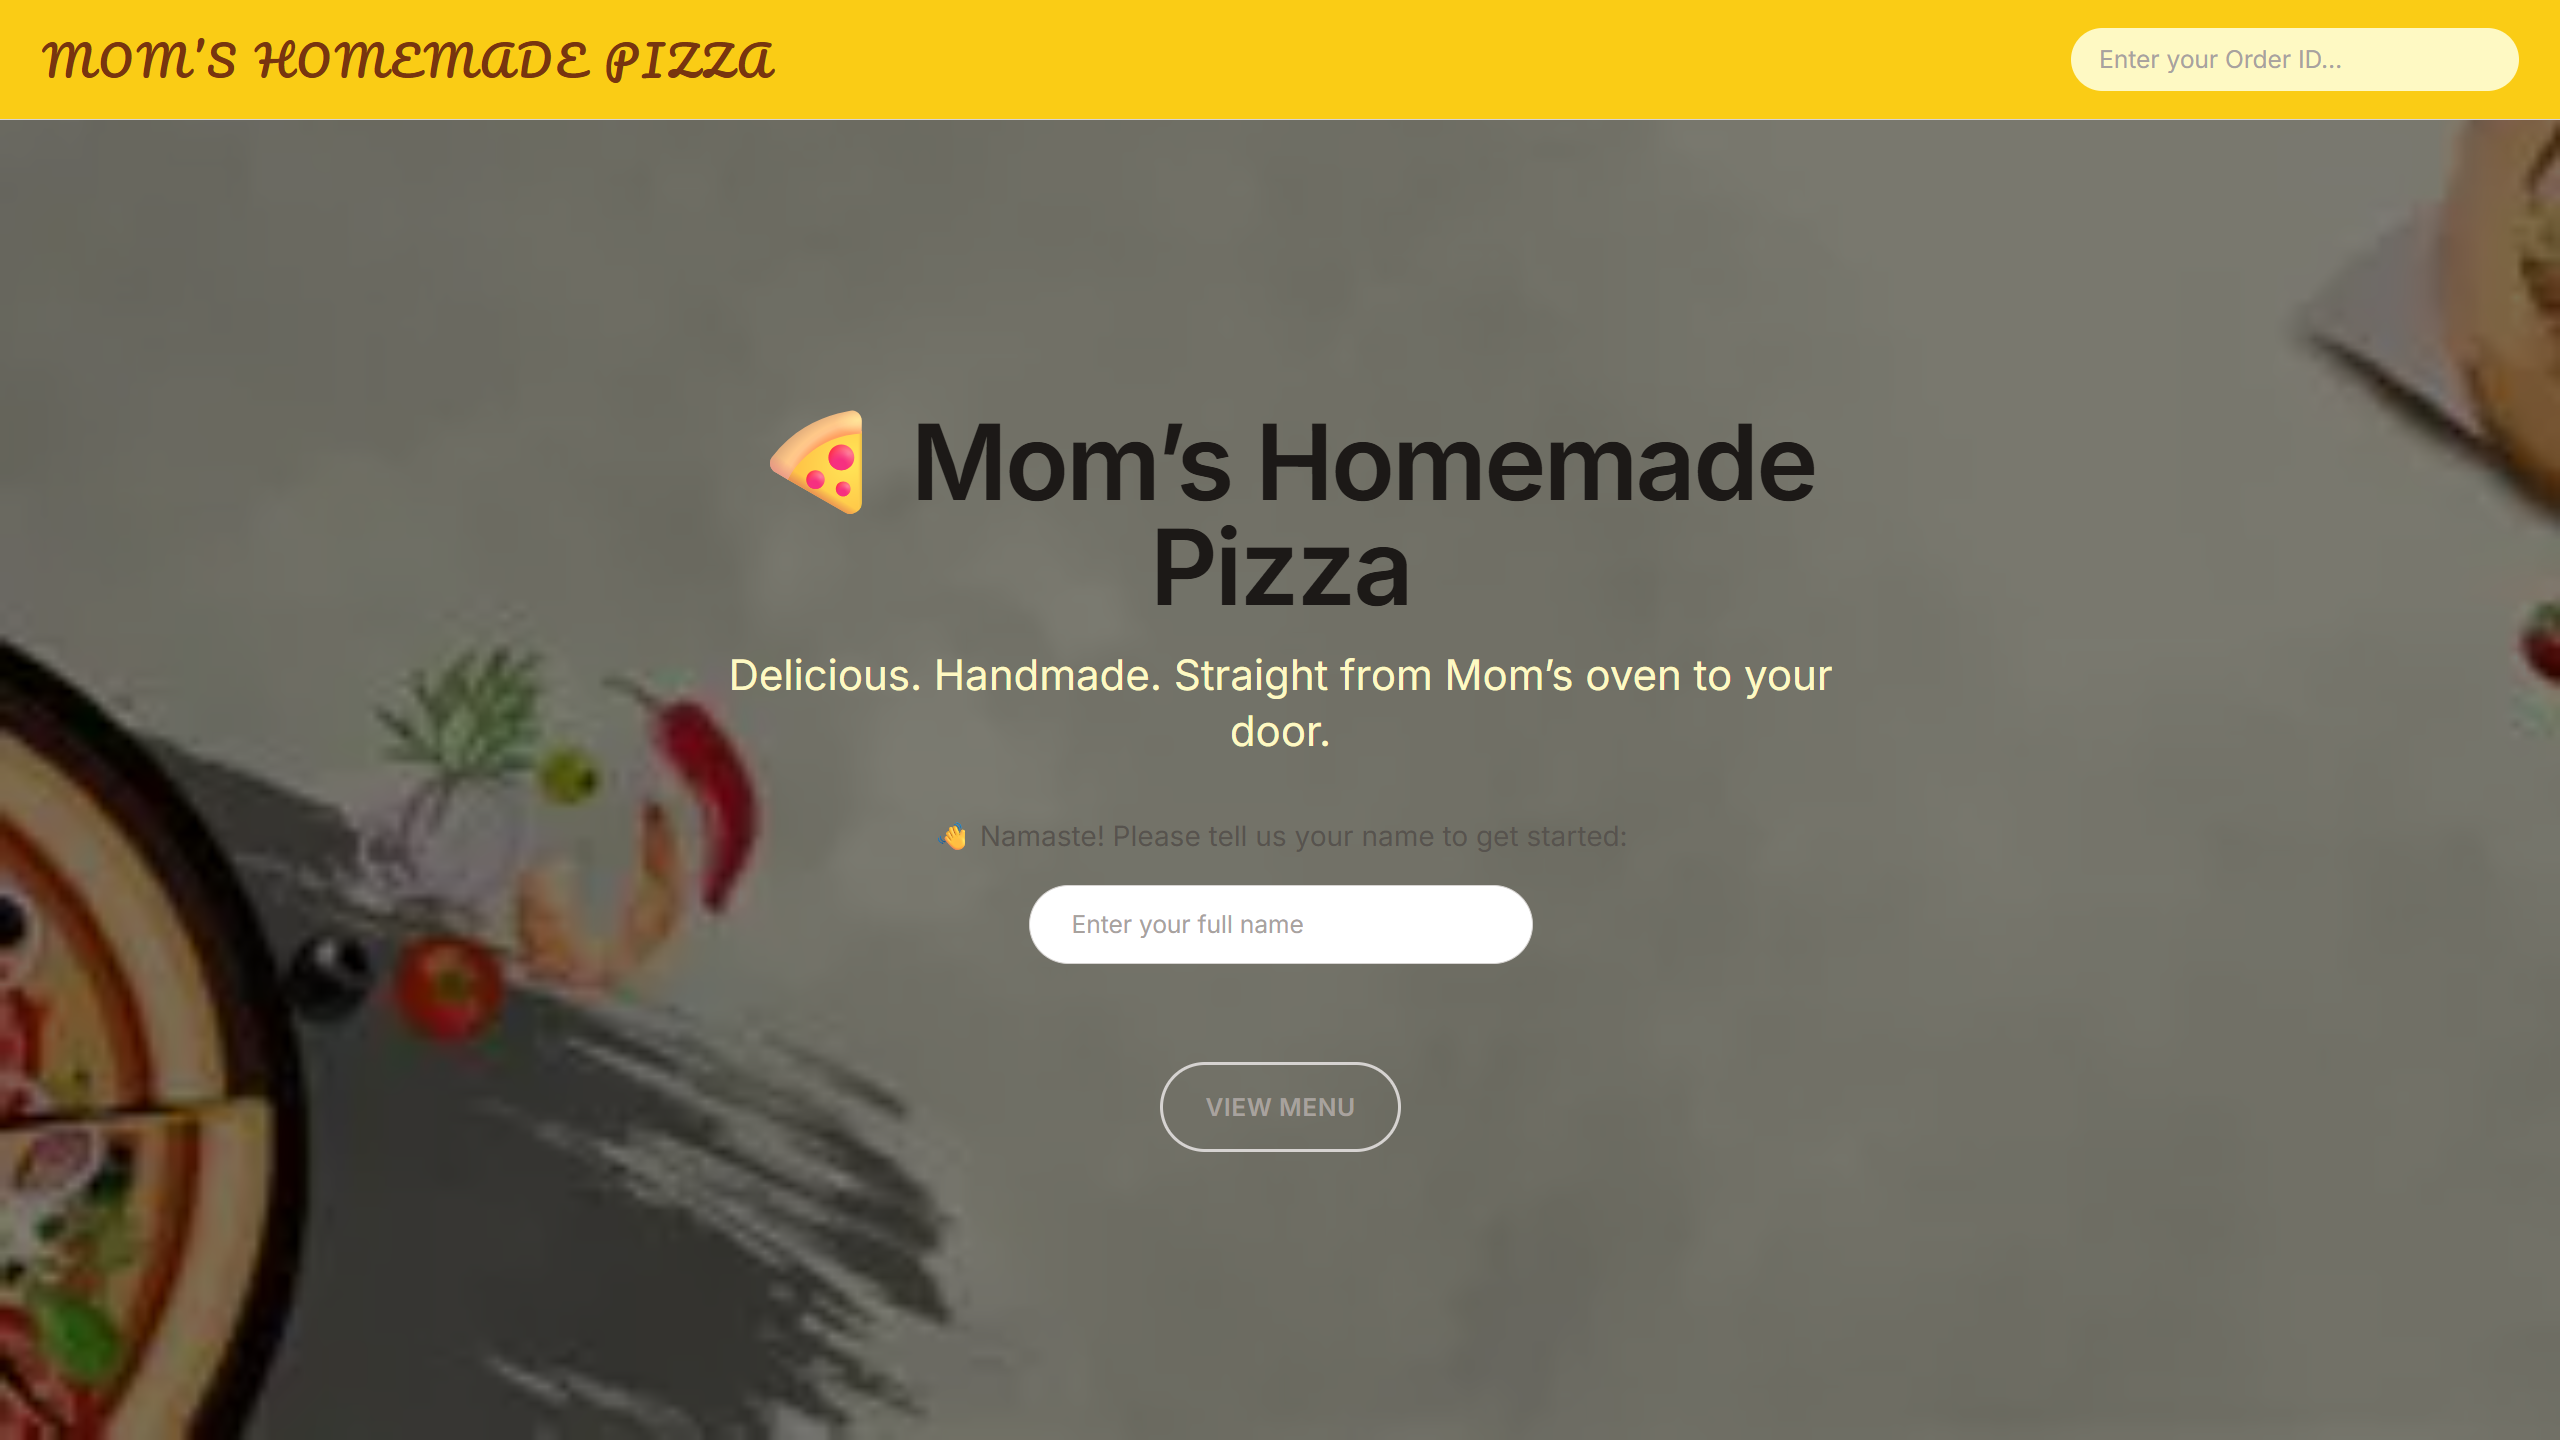 MOM'S HOMEMADE PIZZA
Enter your Order ID...
🍕 Mom’s Homemade
Pizza
Delicious. Handmade. Straight from Mom’s oven to your
door.
👋 Namaste! Please tell us your name to get started:
Enter your full name
VIEW MENU